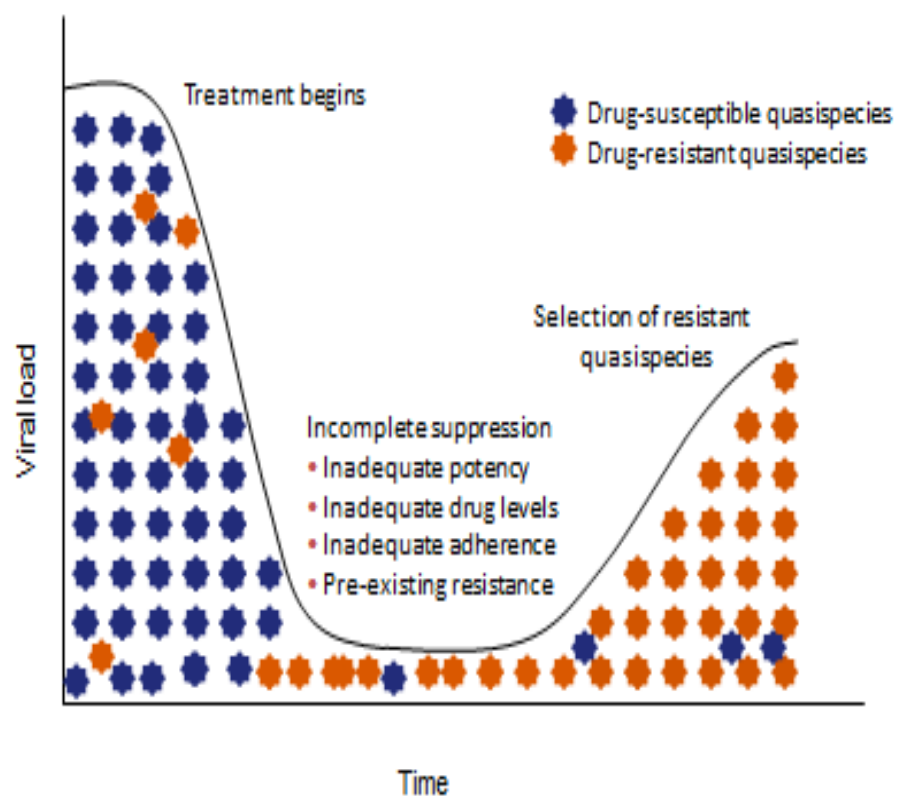 Treatment begins
Drug-susceptible quasispecies
Drug-resistant quasispecies
Selection of resistant
quasispecies
Viral load
Incomplete suppression
• Inadequate potency
• Inadequate drug levels
• Inadequate adherence
• Pre-existing resistance
Time